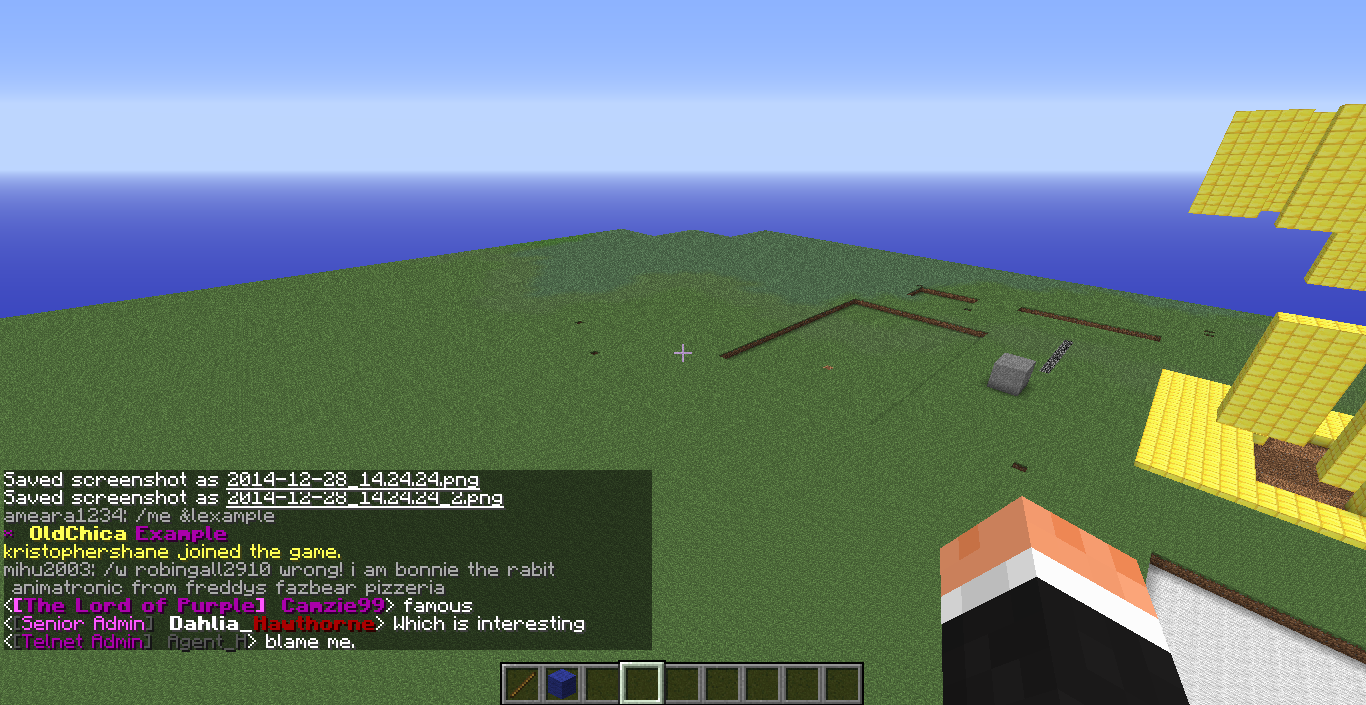 Saved screenshot as 2014-12-28_14.24.24.png
Saved screenshot as 2014-12-28_14.24.24_2.png
ameara1234: /me &lexample
* OldChica Example
kristophershane joined the game.
mihu2003: /w robingall2910 wrong! i am bonnie the rabit
animatronic from freddys fazbear pizzeria
<[The Lord of Purple] Camzie99> famous
<[Senior Admin] Dahlia_Hawthorne> Which is interesting
<[Telnet Admin] Agent_H> blame me.